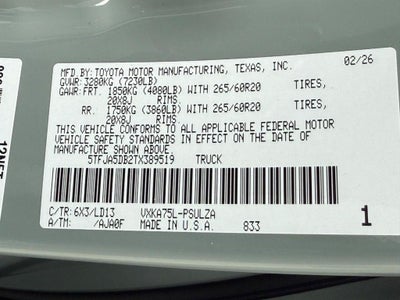 MFD.BY: TOYOTA MOTOR MANUFACTURING, TEXAS, INC. 02/26
GVWR: 3280KG (7230LB)
GAWR: FRT. 1850KG (4080LB) WITH 265/60R20 TIRES,
20X8J RIMS.
RR. 1750KG (3860LB) WITH 265/60R20 TIRES,
20X8J RIMS.
THIS VEHICLE CONFORMS TO ALL APPLICABLE FEDERAL MOTOR
VEHICLE SAFETY STANDARDS IN EFFECT ON THE DATE OF
MANUFACTURE SHOWN ABOVE.
5TFJA5DB2TX389519 TRUCK
C/TR: 6X3/LD13 VXKA75L-PSULZA
A/TM: /AJA0F MADE IN U.S.A. 833 1